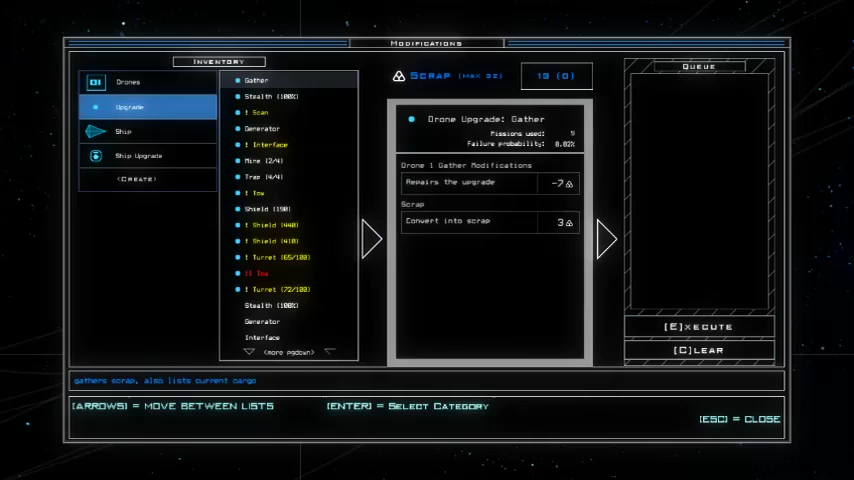 Modifications
Inventory
Drones
Upgrade
Ship
Ship Upgrade
<Create>
Gather
Stealth (100%)
! Scan
Generator
! Interface
Mine (2/4)
Trap (4/4)
! Tow
Shield (190)
! Shield (440)
! Shield (410)
! Turret (65/100)
!! Tow
! Turret (72/100)
Stealth (100%)
Generator
Interface
<more pgdown>
Scrap (max 32)
19 (0)
Drone Upgrade: Gather
Missions used: 9
Failure probability: 8.82%
Drone 1 Gather Modifications
Repairs the upgrade -7
Scrap
Convert into scrap 3
Queue
[E]xecute
[C]lear
gathers scrap, also lists current cargo
[Arrows] = Move between lists
[Enter] = Select Category
[Esc] = Close